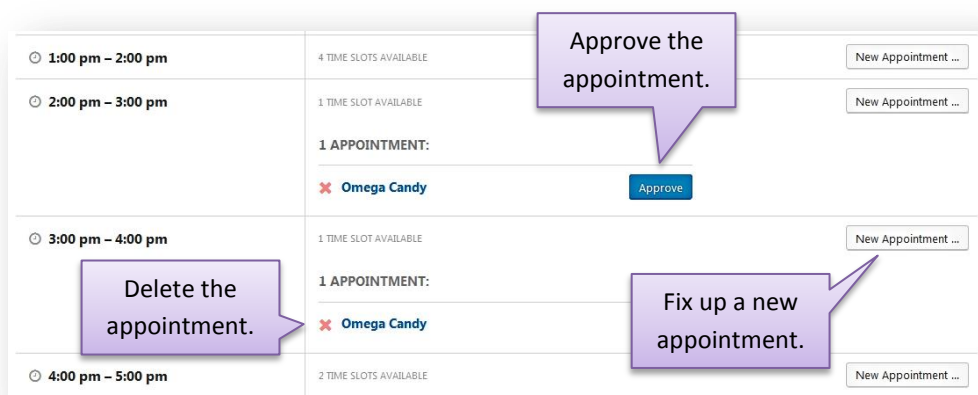 1:00 pm – 2:00 pm 4 TIME SLOTS AVAILABLE New Appointment ...
Approve the
appointment.
2:00 pm – 3:00 pm 1 TIME SLOT AVAILABLE New Appointment ...
1 APPOINTMENT:
Omega Candy Approve
3:00 pm – 4:00 pm 1 TIME SLOT AVAILABLE New Appointment ...
1 APPOINTMENT:
Delete the
appointment.
Omega Candy
Fix up a new
appointment.
4:00 pm – 5:00 pm 2 TIME SLOTS AVAILABLE New Appointment ...